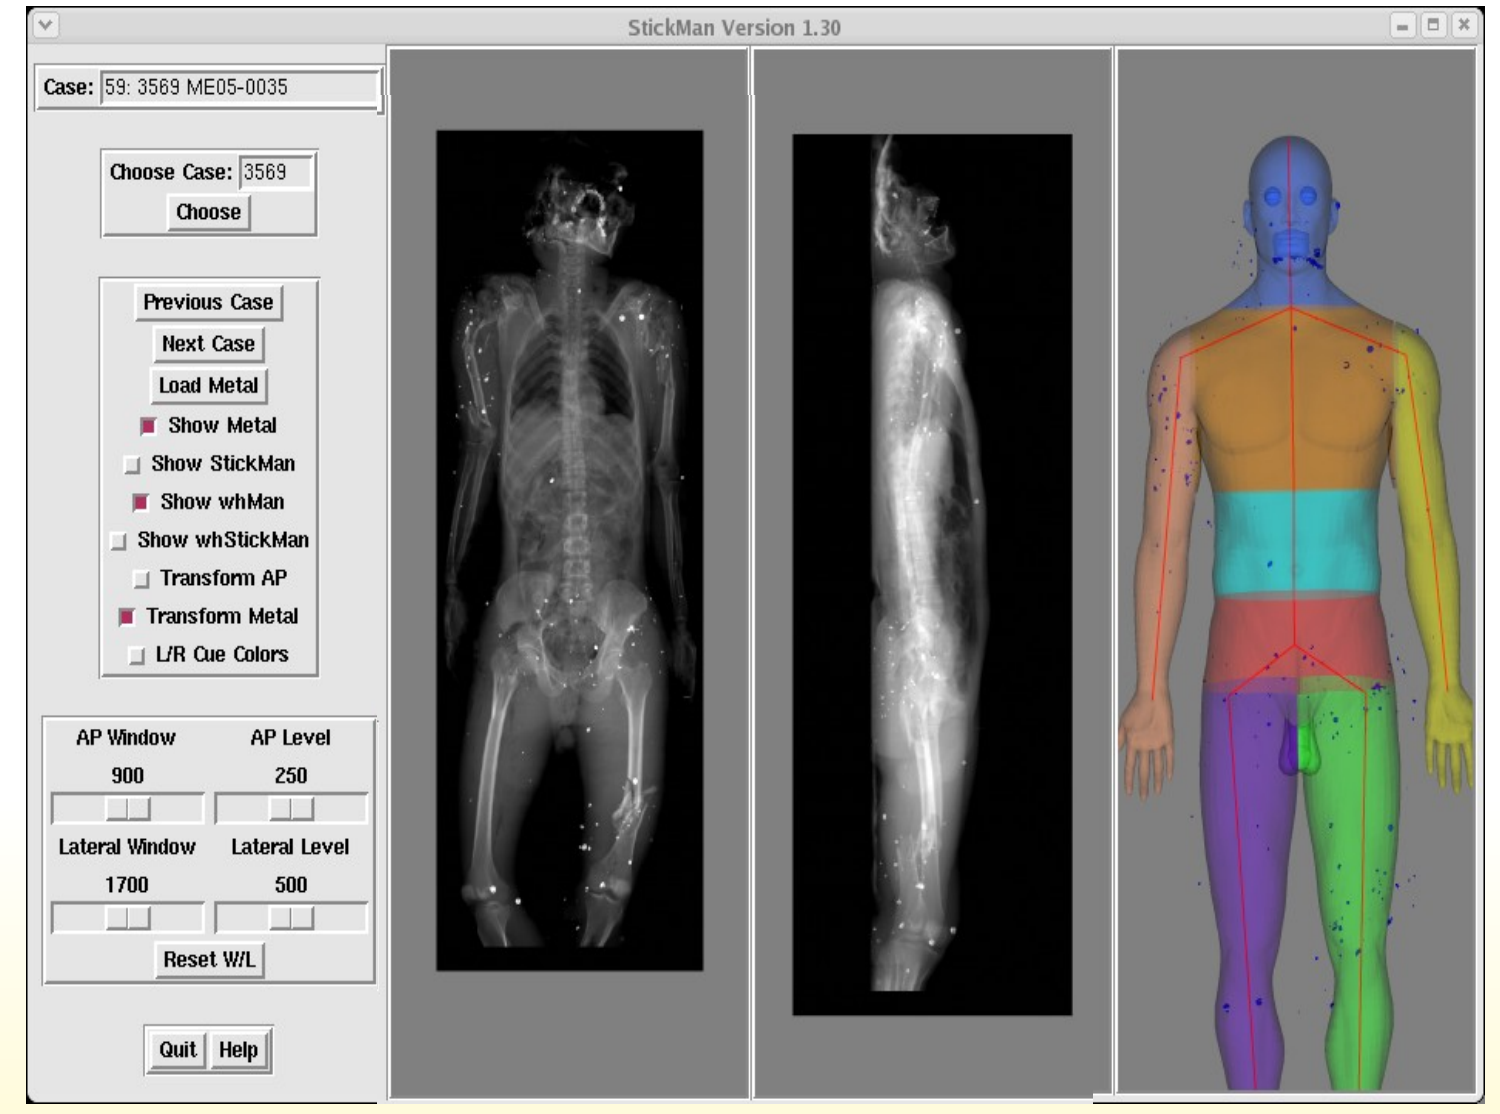 StickMan Version 1.30
Case: 59: 3569 ME05-0035
Choose Case: 3569
Choose
Previous Case
Next Case
Load Metal
Show Metal
Show StickMan
Show whMan
Show whStickMan
Transform AP
Transform Metal
L/R Cue Colors
AP Window AP Level
900 250
Lateral Window Lateral Level
1700 500
Reset W/L
Quit Help